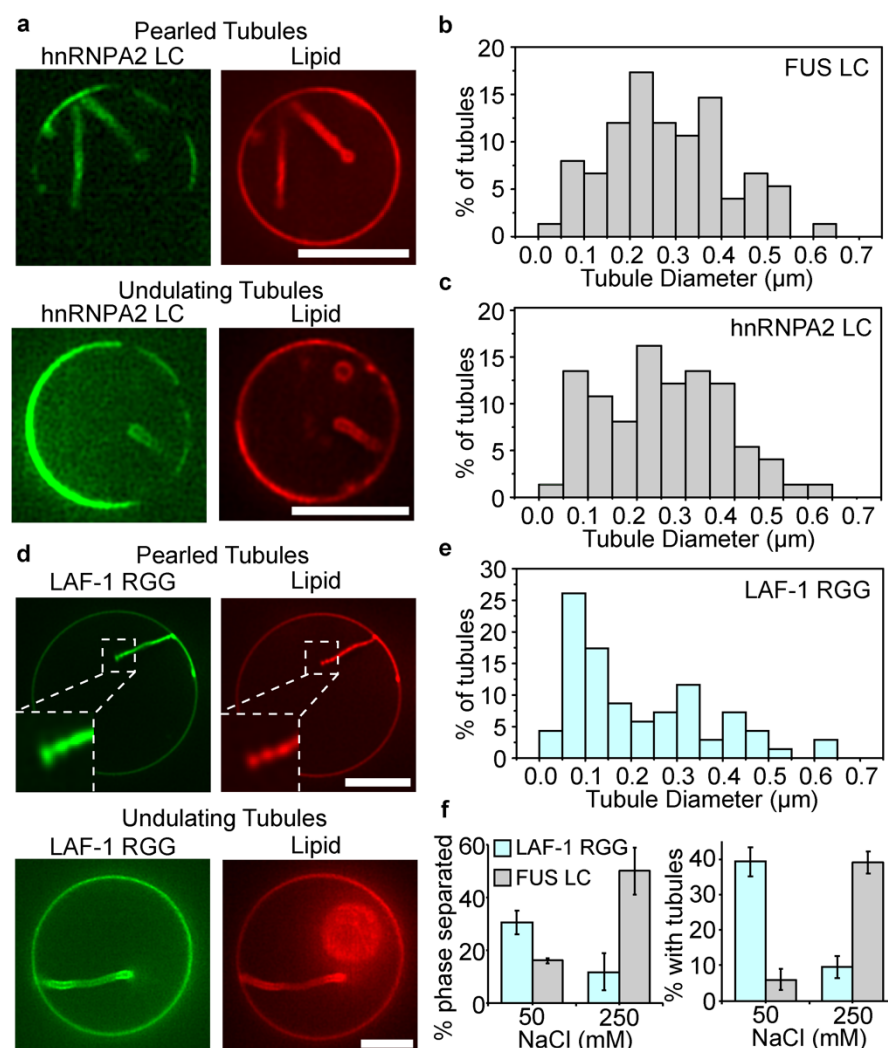 a
Pearled Tubules
hnRNPA2 LC Lipid
Undulating Tubules
hnRNPA2 LC Lipid
b
FUS LC
% of tubules
20
15
10
5
0
0.0 0.1 0.2 0.3 0.4 0.5 0.6 0.7
Tubule Diameter (µm)
c
hnRNPA2 LC
% of tubules
20
15
10
5
0
0.0 0.1 0.2 0.3 0.4 0.5 0.6 0.7
Tubule Diameter (µm)
d
Pearled Tubules
LAF-1 RGG Lipid
Undulating Tubules
LAF-1 RGG Lipid
e
LAF-1 RGG
% of tubules
30
25
20
15
10
5
0
0.0 0.1 0.2 0.3 0.4 0.5 0.6 0.7
Tubule Diameter (µm)
f
% phase separated
60
40
20
0
LAF-1 RGG
FUS LC
50 250
NaCl (mM)
% with tubules
40
30
20
10
0
50 250
NaCl (mM)